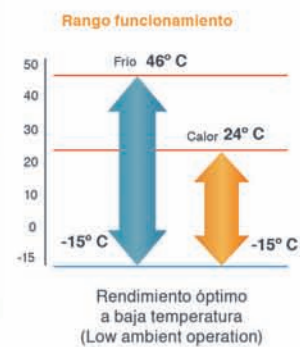 Rango funcionamiento
50
Frio 46º C
40
30
Calor 24º C
20
10
0
-15º C
-15º C
-15
Rendimiento óptimo
a baja temperatura
(Low ambient operation)